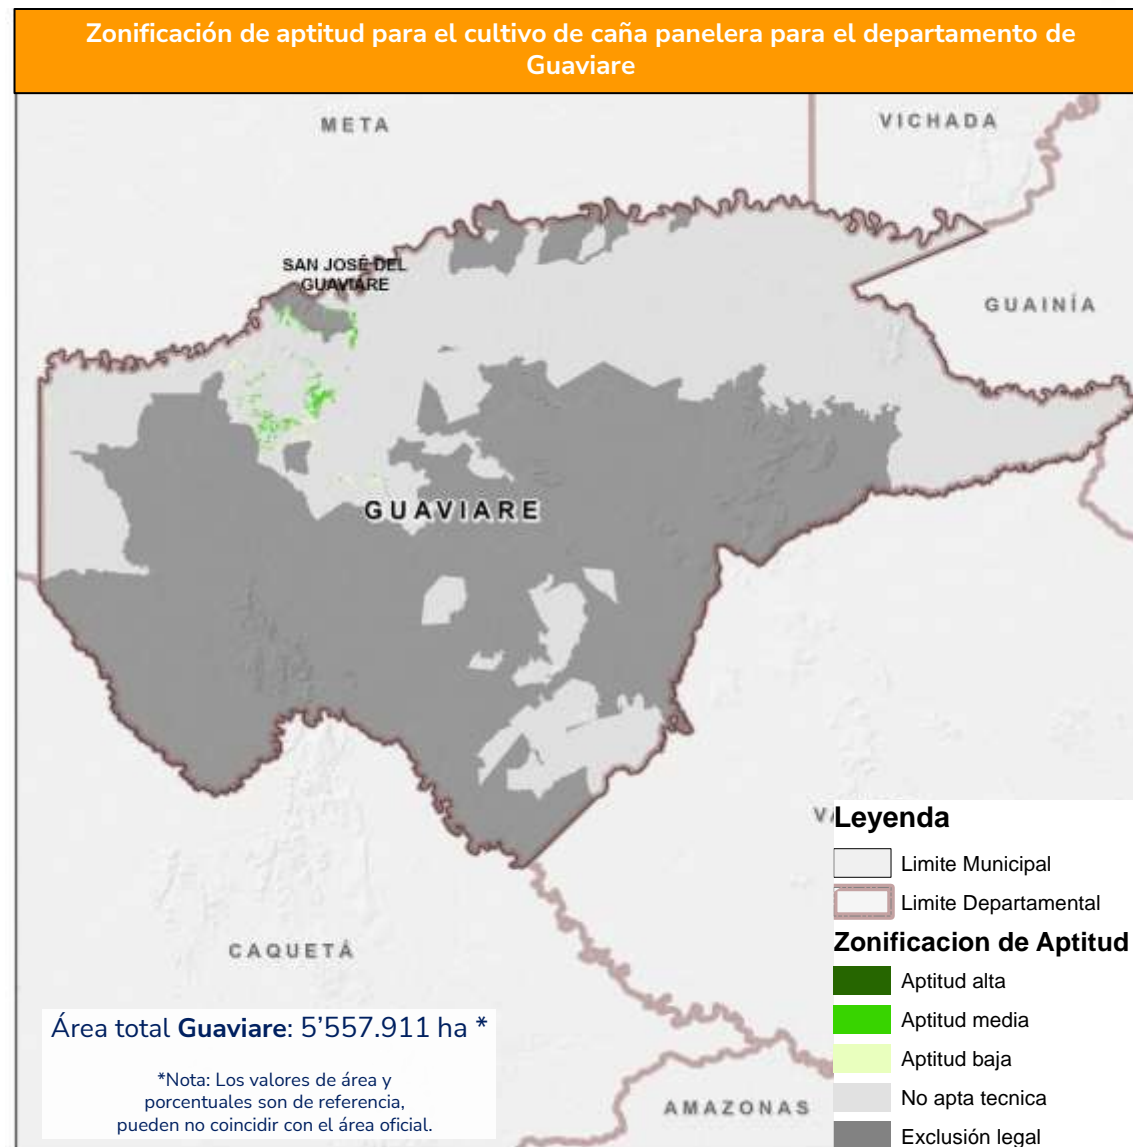 Zonificación de aptitud para el cultivo de caña panelera para el departamento de
Guaviare
META
VICHADA
SAN JOSÉ DEL
GUAVIARE
GUAINÍA
GUAVIARE
CAQUETÁ
AMAZONAS
Área total Guaviare: 5’557.911 ha *
*Nota: Los valores de área y
porcentuales son de referencia,
pueden no coincidir con el área oficial.
Leyenda
Limite Municipal
Limite Departamental
Zonificacion de Aptitud
Aptitud alta
Aptitud media
Aptitud baja
No apta tecnica
Exclusión legal